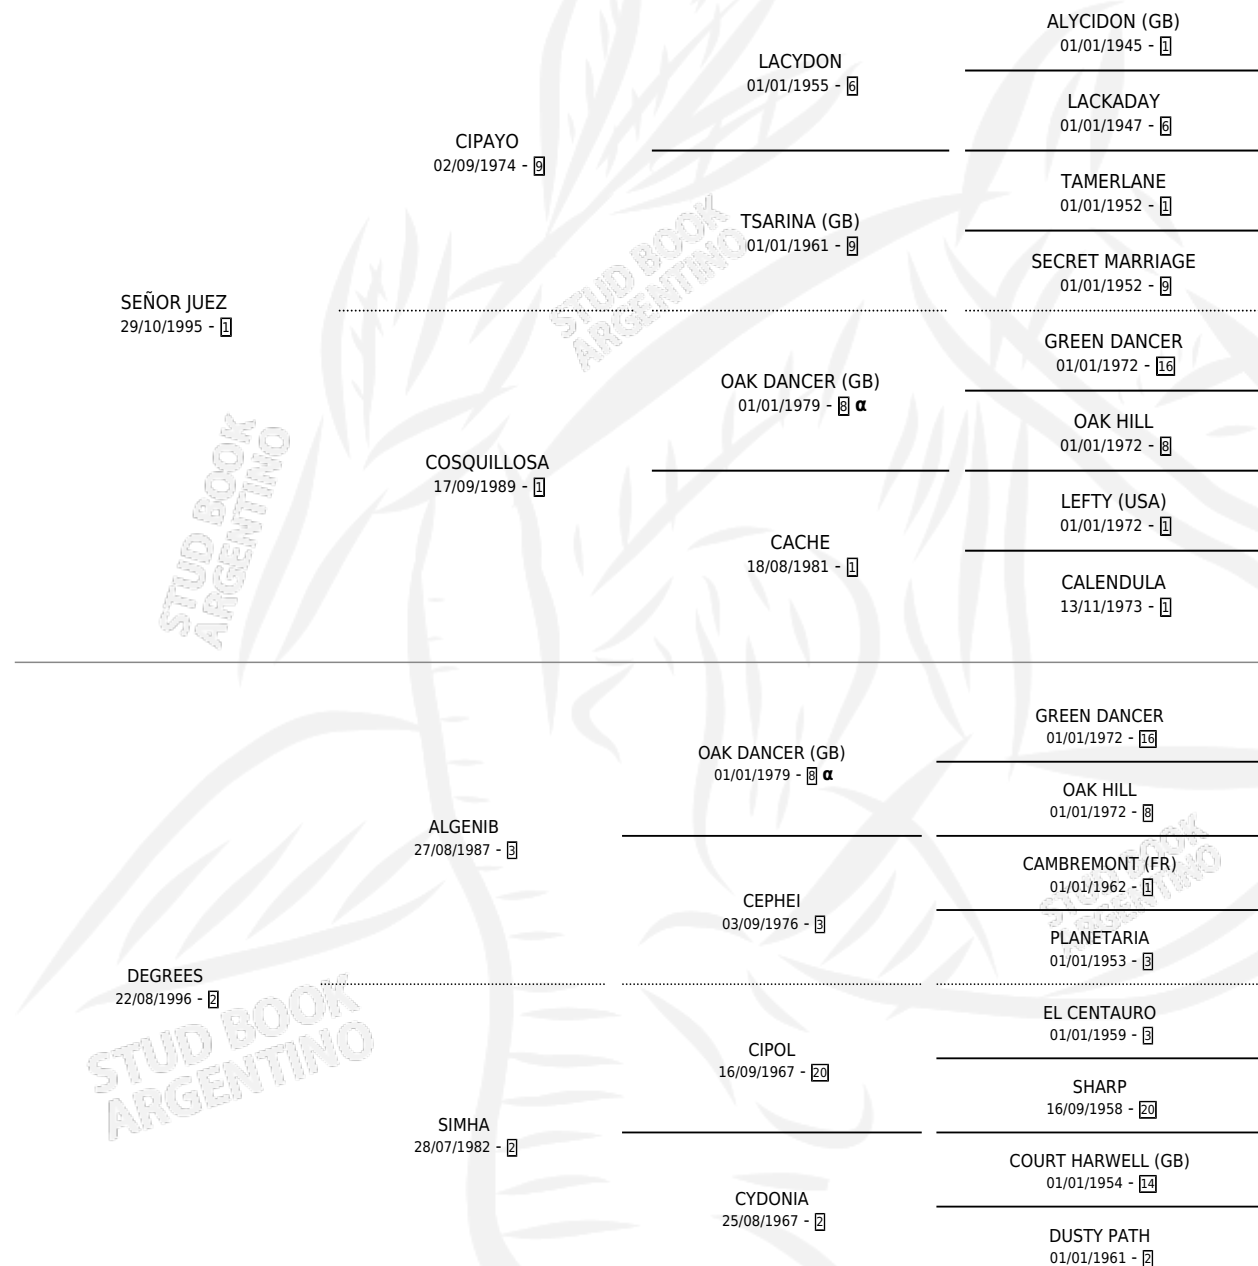 ALYCIDON (GB)
01/01/1945 - 1
LACYDON
01/01/1955 - 6
LACKADAY
01/01/1947 - 6
CIPAYO
02/09/1974 - 9
TAMERLANE
01/01/1952 - 1
TSARINA (GB)
01/01/1961 - 9
SECRET MARRIAGE
01/01/1952 - 9
SEÑOR JUEZ
29/10/1995 - 1
STUD BOOK
ARGENTINO
GREEN DANCER
01/01/1972 - 16
OAK DANCER (GB)
01/01/1979 - 8 α
OAK HILL
01/01/1972 - 8
COSQUILLOSA
17/09/1989 - 1
LEFTY (USA)
01/01/1972 - 1
CACHE
18/08/1981 - 1
CALENDULA
13/11/1973 - 1
STUD BOOK
ARGENTINO
GREEN DANCER
01/01/1972 - 16
OAK DANCER (GB)
01/01/1979 - 8 α
OAK HILL
01/01/1972 - 8
ALGENIB
27/08/1987 - 3
CAMBREMONT (FR)
01/01/1962 - 1
CEPHEI
03/09/1976 - 3
PLANETARIA
01/01/1953 - 3
STUD BOOK
ARGENTINO
DEGREES
22/08/1996 - 2
EL CENTAURO
01/01/1959 - 3
CIPOL
16/09/1967 - 20
SHARP
16/09/1958 - 20
STUD BOOK
ARGENTINO
SIMHA
28/07/1982 - 2
COURT HARWELL (GB)
01/01/1954 - 14
CYDONIA
25/08/1967 - 2
DUSTY PATH
01/01/1961 - 2